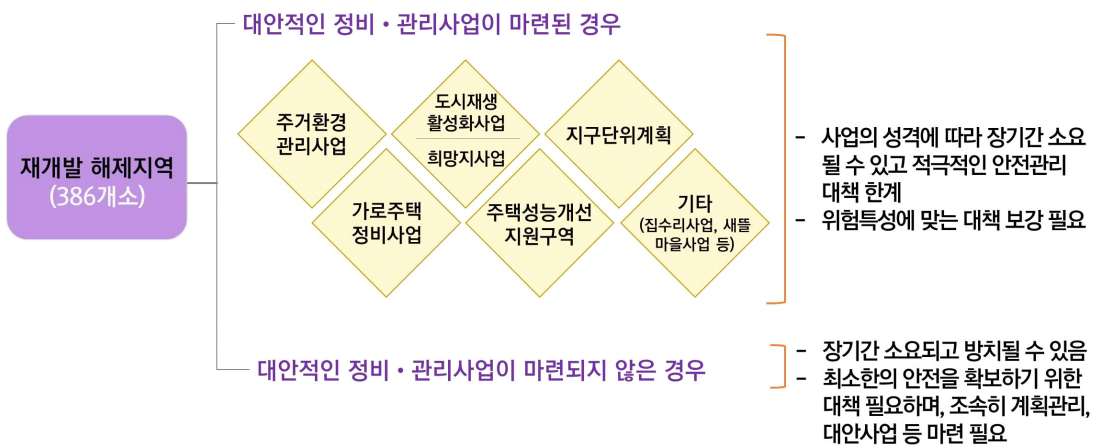 대안적인 정비・관리사업이 마련된 경우
재개발 해제지역
(386개소)
주거환경
관리사업
도시재생
활성화사업
희망지사업
지구단위계획
가로주택
정비사업
주택성능개선
지원구역
기타
(집수리사업, 새뜰
마을사업 등)
- 사업의 성격에 따라 장기간 소요
될 수 있고 적극적인 안전관리
대책 한계
- 위험특성에 맞는 대책 보강 필요
대안적인 정비・관리사업이 마련되지 않은 경우
- 장기간 소요되고 방치될 수 있음
- 최소한의 안전을 확보하기 위한
대책 필요하며, 조속히 계획관리,
대안사업 등 마련 필요